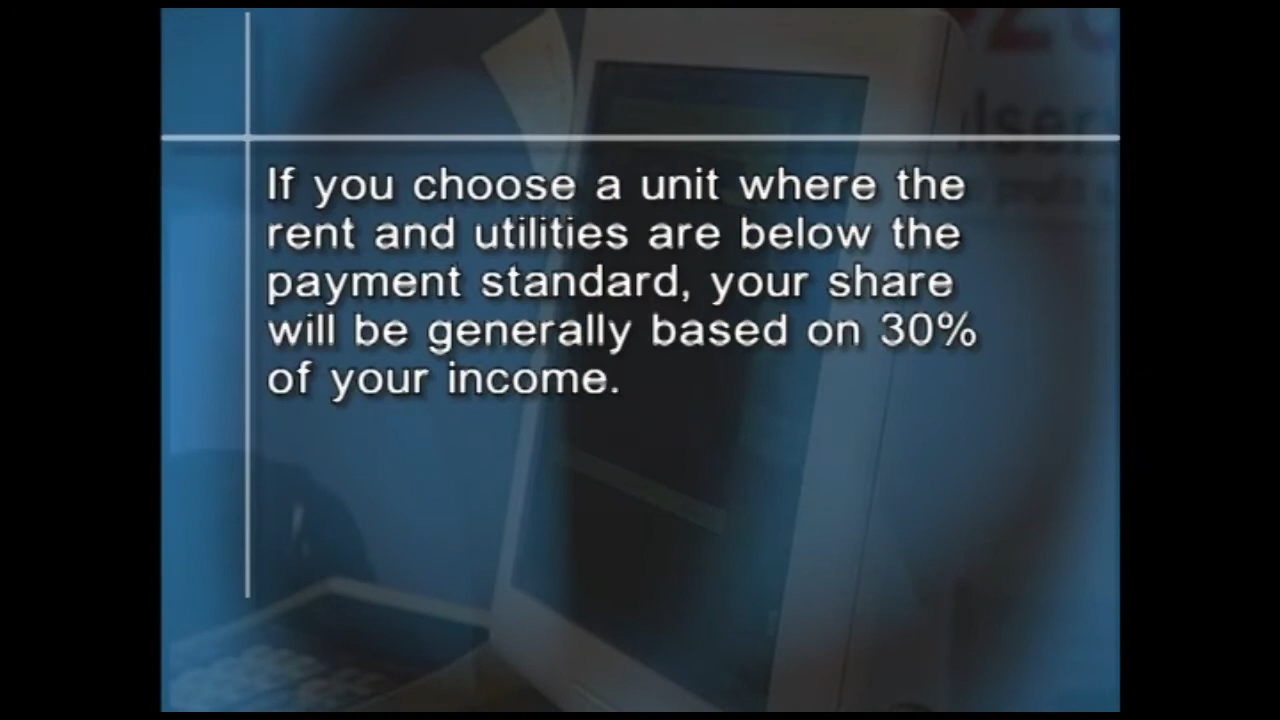 If you choose a unit where the
rent and utilities are below the
payment standard, your share
will be generally based on 30%
of your income.